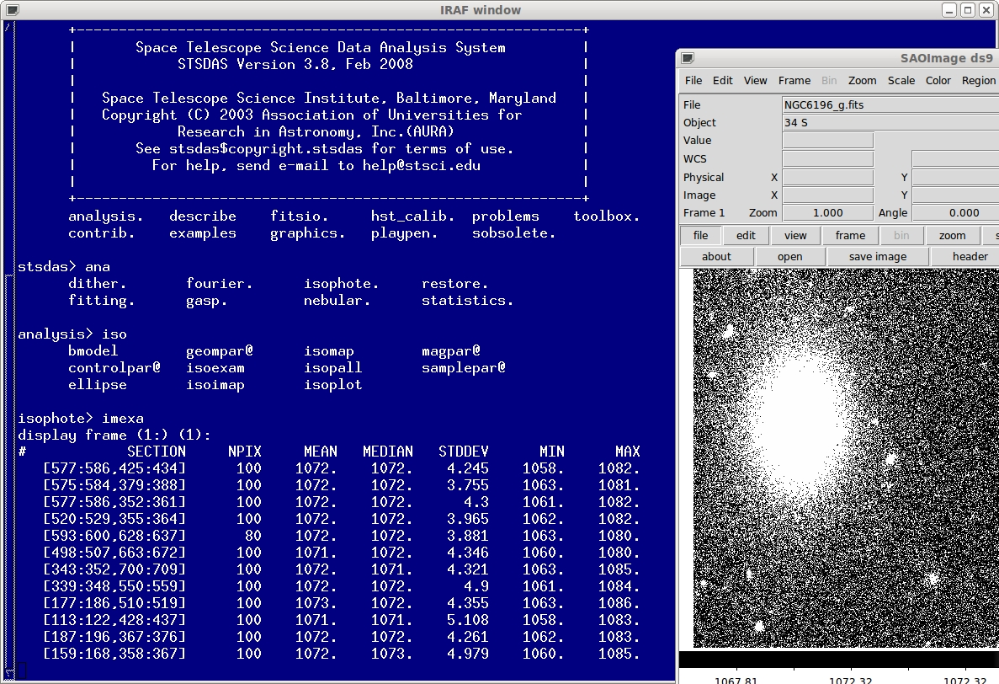 IRAF window
Space Telescope Science Data Analysis System
STSDAS Version 3.8, Feb 2008
Space Telescope Science Institute, Baltimore, Maryland
Copyright (C) 2003 Association of Universities for
Research in Astronomy, Inc.(AURA)
See stsdas$copyright.stsdas for terms of use.
For help, send e-mail to help@stsci.edu
analysis. describe fitsio. hst_calib. problems toolbox.
contrib. examples graphics. playpen. sobsolete.
stsdas> ana
dither. fourier. isophote. restore.
fitting. gasp. nebular. statistics.
analysis> iso
bmodel geompar@ isomap magpar@
controlpar@ isoexam isopall samplepar@
ellipse isoimap isoplot
isophote> imexa
display frame (1:) (1):
# SECTION NPIX MEAN MEDIAN STDDEV MIN MAX
[577:586,425:434] 100 1072. 1072. 4.245 1058. 1082.
[575:584,379:388] 100 1072. 1072. 3.755 1063. 1081.
[577:586,352:361] 100 1072. 1072. 4.3 1061. 1082.
[520:529,355:364] 100 1072. 1072. 3.965 1062. 1082.
[593:600,628:637] 80 1072. 1072. 3.881 1063. 1080.
[498:507,663:672] 100 1071. 1072. 4.346 1060. 1080.
[343:352,700:709] 100 1072. 1071. 4.321 1063. 1085.
[339:348,550:559] 100 1072. 1072. 4.9 1061. 1084.
[177:186,510:519] 100 1073. 1072. 4.355 1063. 1086.
[113:122,428:437] 100 1071. 1071. 5.108 1058. 1083.
[187:196,367:376] 100 1072. 1072. 4.261 1062. 1083.
[159:168,358:367] 100 1072. 1073. 4.979 1060. 1085.
SAOImage ds9
File Edit View Frame Bin Zoom Scale Color Region
File NGC6196_g.fits
Object 34 S
Value
WCS
Physical X Y
Image X Y
Frame 1 Zoom 1.000 Angle 0.000
file edit view frame bin zoom s
about open save image header
1067.81 1072.32 1072.32